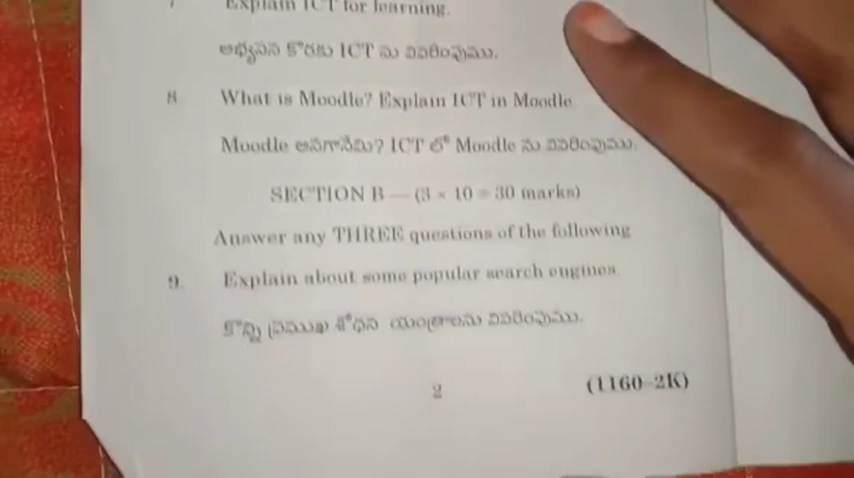 7 Explain ICT for learning.
అభ్యసన కొరకు ICT ను వివరింపుము.
8 What is Moodle? Explain ICT in Moodle
Moodle అనగానేమి? ICT లో Moodle ను వివరింపుము.
SECTION B — (3 × 10 = 30 marks)
Answer any THREE questions of the following
9. Explain about some popular search engines.
కొన్ని ప్రముఖ శోధన యంత్రాలను వివరింపుము.
2
(1160–2K)